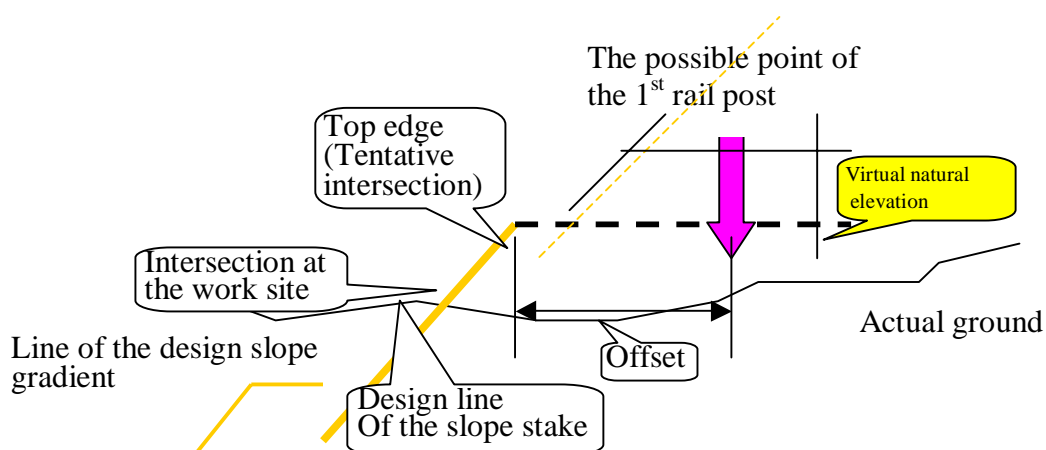 The possible point of
the 1st rail post
Top edge
(Tentative
intersection)
Virtual natural
elevation
Intersection at
the work site
Actual ground
Line of the design slope
gradient
Offset
Design line
Of the slope stake